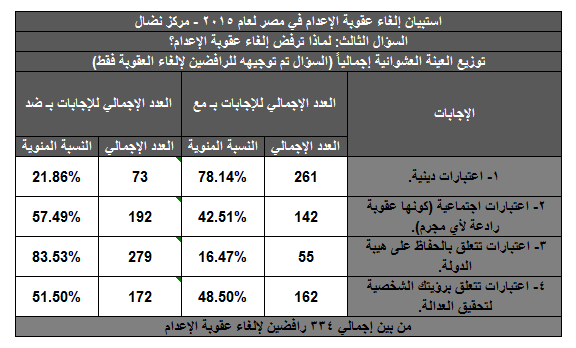 استبيان إلغاء عقوبة الإعدام في مصر لعام ٢٠١٥ - مركز نضال
السؤال الثالث: لماذا ترفض إلغاء عقوبة الإعدام؟
توزيع العينة العشوائية إجمالياً (السؤال تم توجيهه للرافضين لإلغاء العقوبة فقط)
الإجابات العدد الإجمالي للإجابات بـ مع العدد الإجمالي للإجابات بـ ضد
العدد الإجمالي النسبة المئوية العدد الإجمالي النسبة المئوية
١- اعتبارات دينية. 261 78.14% 73 21.86%
٢- اعتبارات اجتماعية (كونها عقوبة
رادعة لأي مجرم). 142 42.51% 192 57.49%
٣- اعتبارات تتعلق بالحفاظ على هيبة
الدولة. 55 16.47% 279 83.53%
٤- اعتبارات تتعلق برؤيتك الشخصية
لتحقيق العدالة. 162 48.50% 172 51.50%
من بين إجمالي ٣٣٤ رافضين لإلغاء عقوبة الإعدام